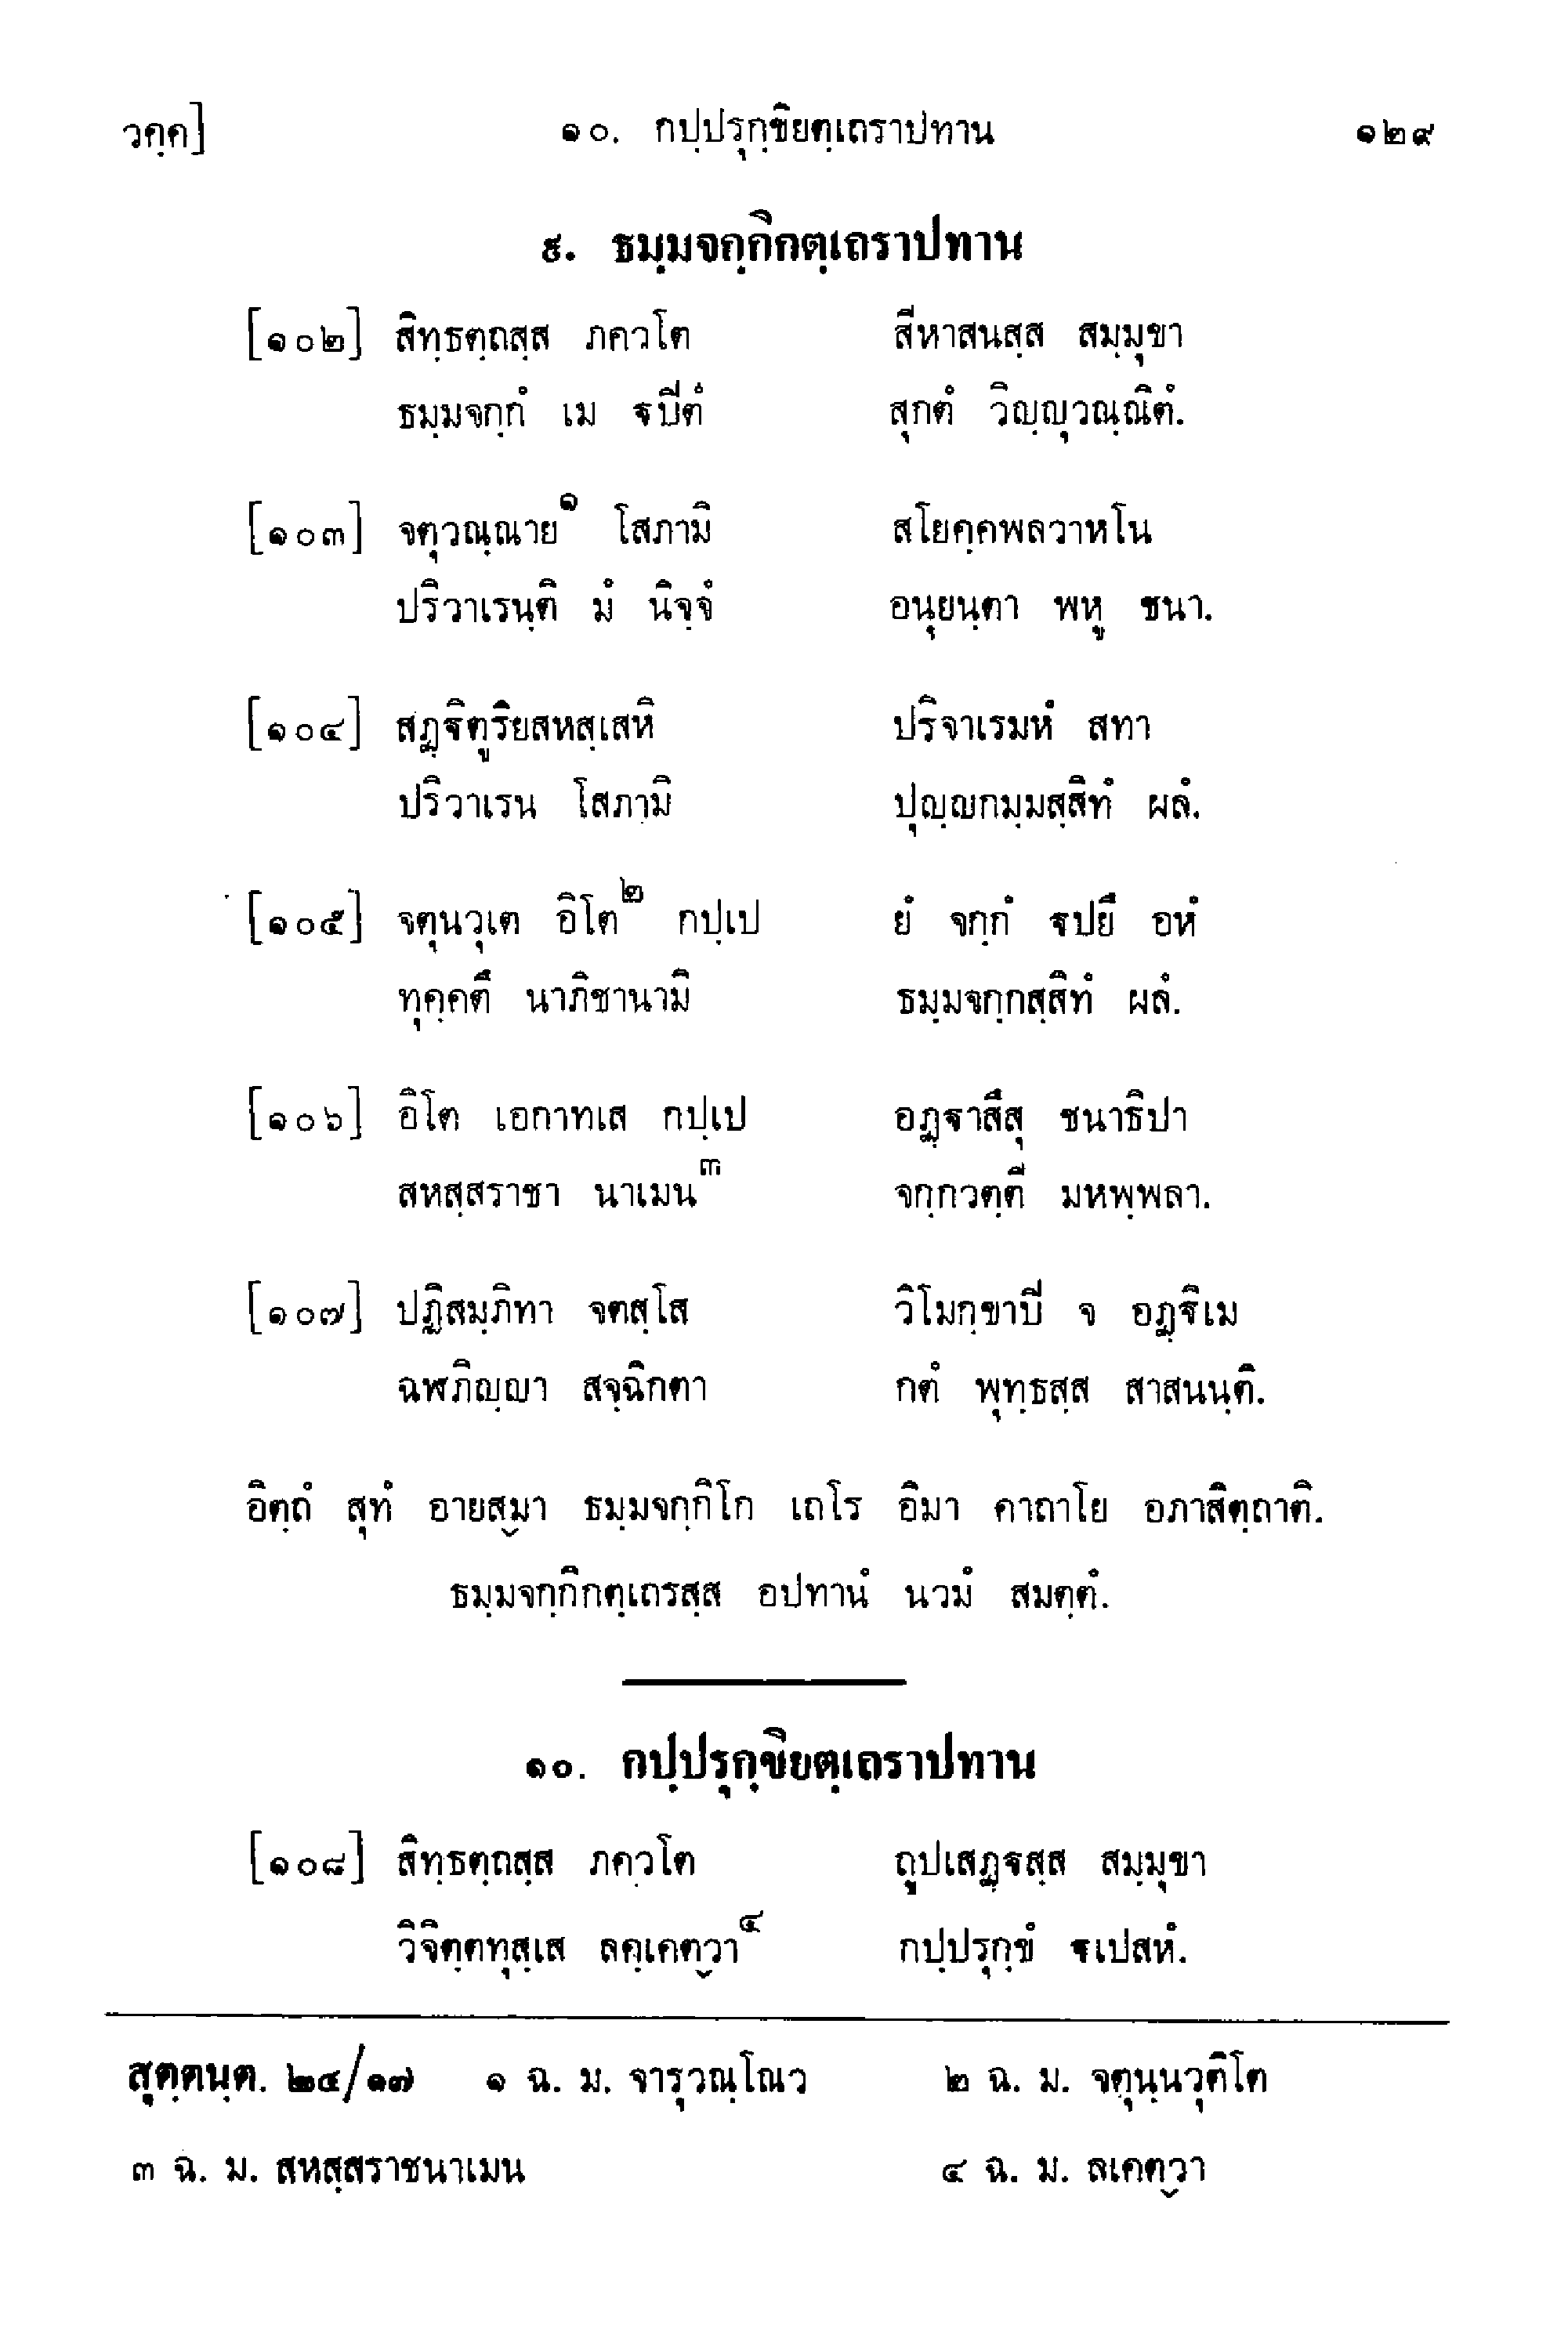 วคฺค] ๑๐. กปฺปรุกฺขิยตฺเถราปทาน ๑๒๙
๙. ธมฺมจกฺกิกตฺเถราปทาน
[๑๐๒] สิทฺธตฺถสฺส ภควโต สีหาสนสฺส สมฺมุขา
ธมฺมจกฺกํ เม ฐปีตํ สุกตํ วิญฺญุวณฺณิตํ.
[๑๐๓] จตุวณฺณาย๑ โสภามิ สโยคฺคพลวาหโน
ปริวาเรนฺติ มํ นิจฺจํ อนุยนฺตา พหู ชนา.
[๑๐๔] สฏฺฐิตูริยสหสฺเสหิ ปริจาเรมหํ สทา
ปริวาเรน โสภามิ ปุญฺญกมฺมสฺสิทํ ผลํ.
[๑๐๕] จตุนวุเต อิโต๒ กปฺเป ยํ จกฺกํ ฐปยึ อหํ
ทุคฺคตึ นาภิชานามิ ธมฺมจกฺกสฺสิทํ ผลํ.
[๑๐๖] อิโต เอกาทเส กปฺเป อฏฺฐาสึสุ ชนาธิปา
สหสฺสราชา นาเมน๓ จกฺกวตฺตี มหพฺพลา.
[๑๐๗] ปฏิสมฺภิทา จตสฺโส วิโมกฺขาปี จ อฏฺฐิเม
ฉฬภิญฺญา สจฺฉิกตา กตํ พุทฺธสฺส สาสนนฺติ.
อิตฺถํ สุทํ อายสฺมา ธมฺมจกฺกิโก เถโร อิมา คาถาโย อภาสิตฺถาติ.
ธมฺมจกฺกิกตฺเถรสฺส อปทานํ นวมํ สมตฺตํ.
๑๐. กปฺปรุกฺขิยตฺเถราปทาน
[๑๐๘] สิทฺธตฺถสฺส ภควโต ถูปเสฏฺฐสฺส สมฺมุขา
วิจิตฺตทุสฺเส ลคฺเคตฺวา๔ กปฺปรุกฺขํ ฐเปสหํ.
สุตฺตนฺต. ๒๔/๑๗ ๑ ฉ. ม. จารุวณฺโณว ๒ ฉ. ม. จตุนฺนวุติโต
๓ ฉ. ม. สหสฺสราชนาเมน ๔ ฉ. ม. ลเคตฺวา